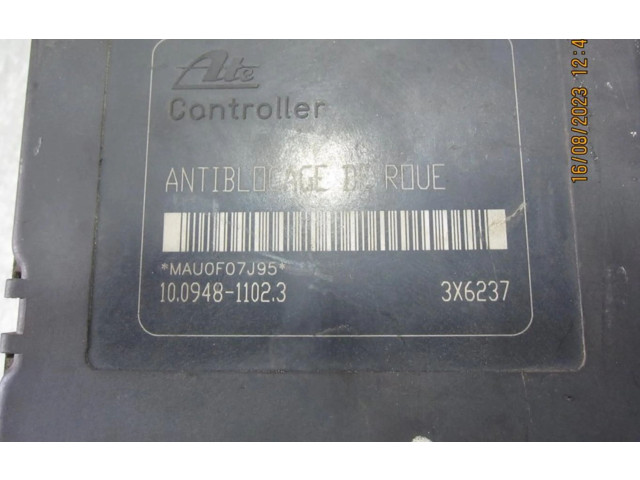 Ate
Controller
ANTIBLOCAGE DE ROUE
*MAU0F07J95*
10.0948-1102.3 3X6237
16/08/2023 12:4